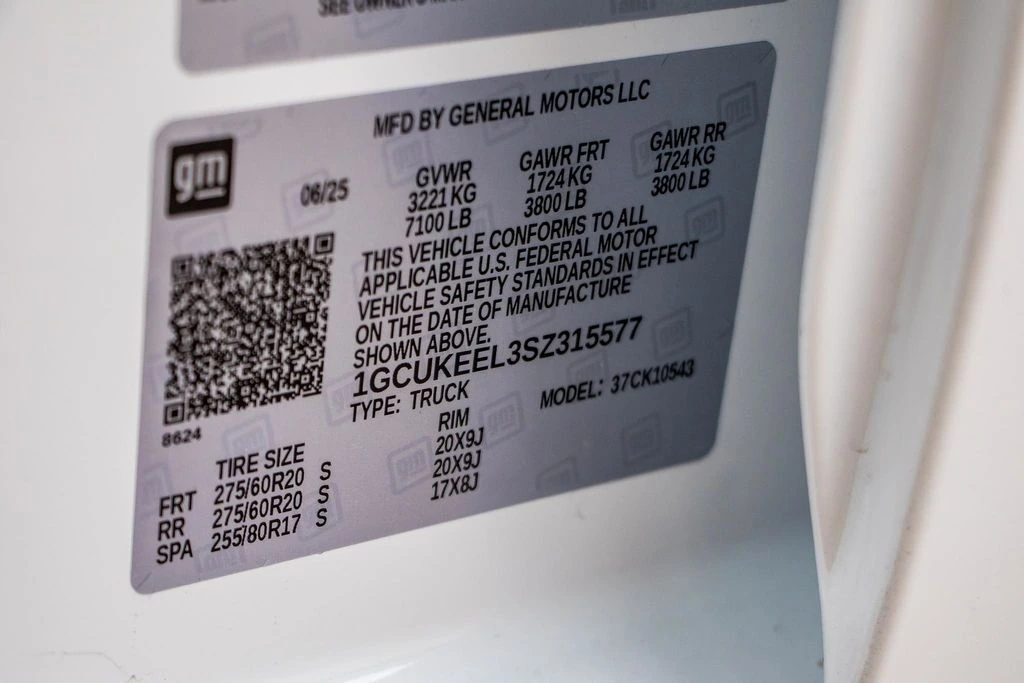 MFD BY GENERAL MOTORS LLC
gm
06/25
GVWR
3221 KG
7100 LB
GAWR FRT
1724 KG
3800 LB
GAWR RR
1724 KG
3800 LB
THIS VEHICLE CONFORMS TO ALL
APPLICABLE U.S. FEDERAL MOTOR
VEHICLE SAFETY STANDARDS IN EFFECT
ON THE DATE OF MANUFACTURE
SHOWN ABOVE.
1GCUKEEL3SZ315577
TYPE: TRUCK MODEL: 37CK10543
8624
TIRE SIZE RIM
FRT 275/60R20 S 20X9J
RR 275/60R20 S 20X9J
SPA 255/80R17 S 17X8J